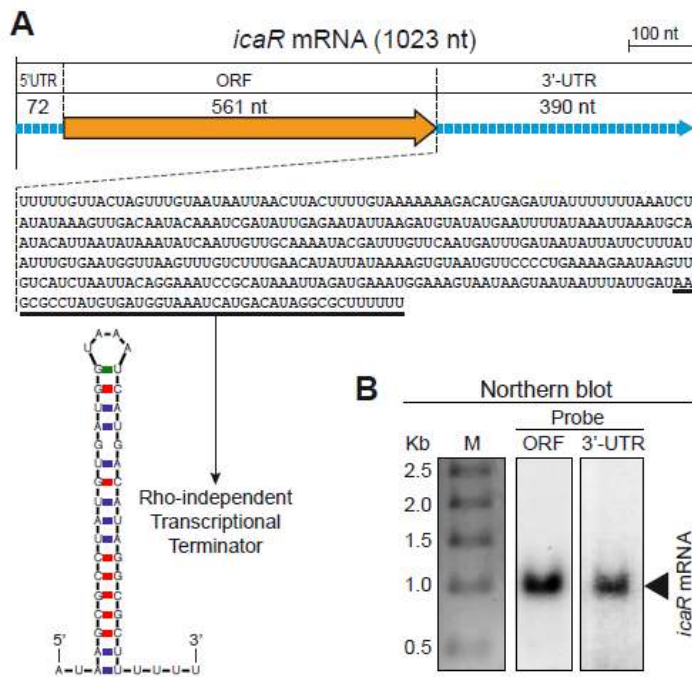 A
icaR mRNA (1023 nt)
100 nt
5'UTR ORF 3'-UTR
72 561 nt 390 nt
UUUUUGUUACUAGUUUGUAAUAAUUAACUUACUUUUGUAAAAAAAGACAUGAGAUUAUUUUUUUAAAUCU
AUAUAAAGUUGACAAUACAAAUCGAUAUUGAGAAUAUUAAGAUGUAUAUGAAUUUUAUAAAUUAAAUGCA
AUACAUUAAUAUAAAUAUCAAUUGUUGCAAAAUACGAUUUGUUCAAUGAUUUGAUAAUAUUAUUCUUUAU
AUUUGUGAAUGGUUAAGUUUGUCUUUGAACAUAUUAUAAAAGUGUAAUGUUCCCCUGAAAAGAAUAAGUU
GUCAUCUAAUUACAGGAAAUCCGCAUAAAUUAGAUGAAAUGGAAAGUAAUAAGUAAUAAUUUAUUGAUAA
GCGCCUAUGUGAUGGUAAAUCAUGACAUAGGCGCUUUUUU
Rho-independent
Transcriptional
Terminator
5' 3'
B
Northern blot
Probe
Kb M ORF 3'-UTR
2.5
2.0
1.5
1.0
0.5
icaR mRNA